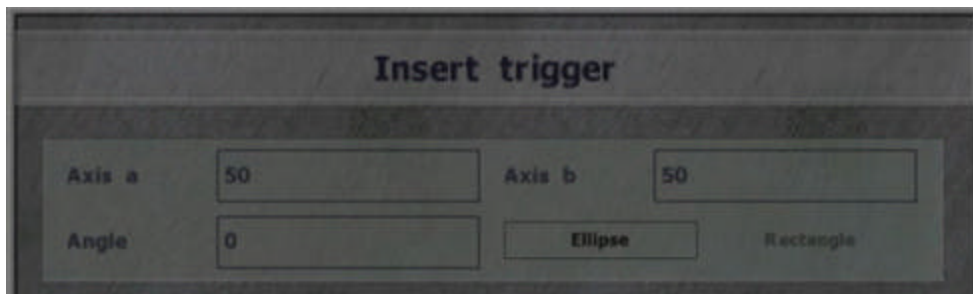 Insert trigger
Axis a 50 Axis b 50
Angle 0 Ellipse Rectangle